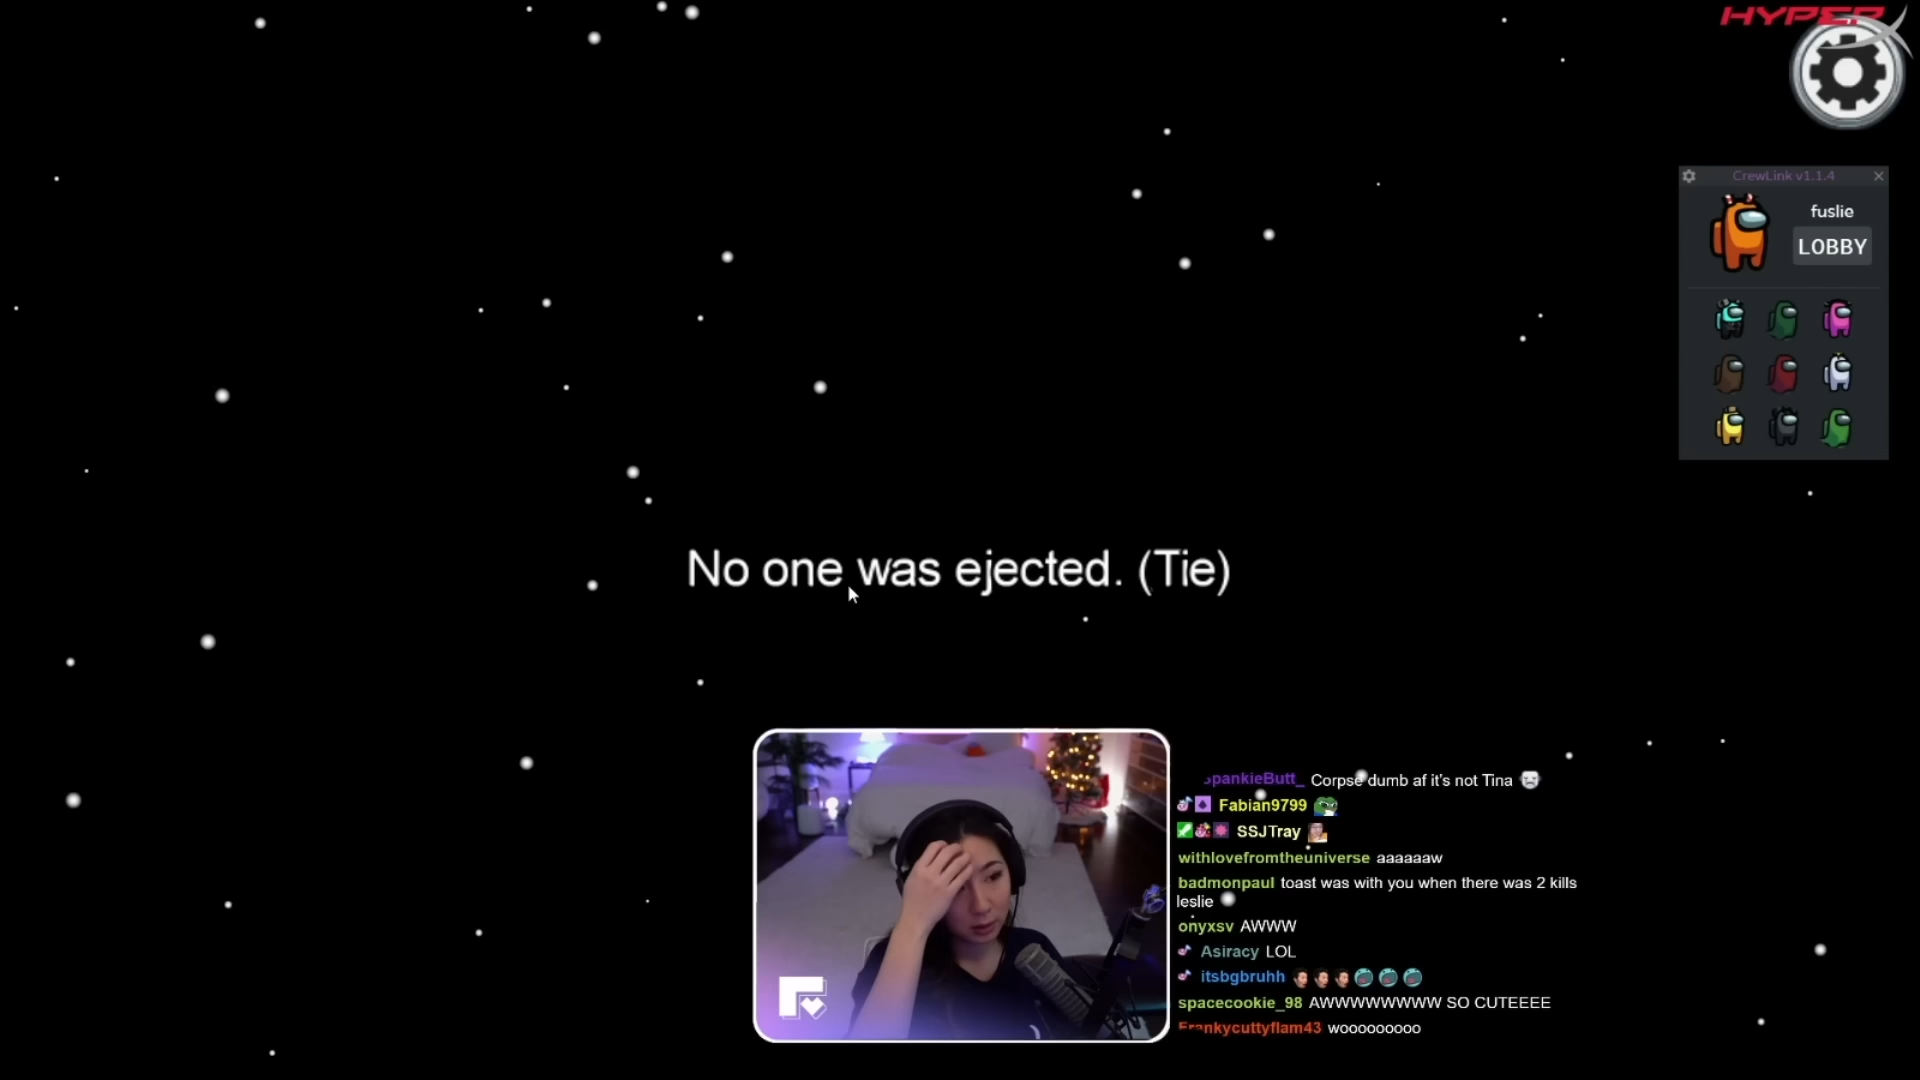 HYPER
CrewLink v1.1.4
fuslie
LOBBY
No one was ejected. (Tie)
pankieButt_ Corpse dumb af it's not Tina
Fabian9799
SSJTray
withlovefromtheuniverse aaaaaaw
badmonpaul toast was with you when there was 2 kills
leslie
onyxsv AWWW
Asiracy LOL
itsbgbruhh
spacecookie_98 AWWWWWWWW SO CUTEEEE
Frankycuttyflam43 wooooooooo